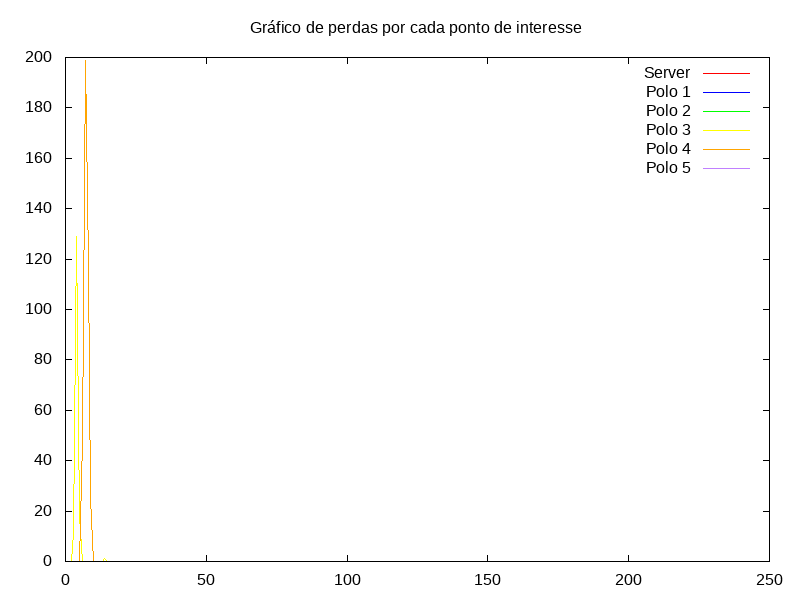 Gráfico de perdas por cada ponto de interesse
200
180
160
140
120
100
80
60
40
20
0
0 50 100 150 200 250
Server
Polo 1
Polo 2
Polo 3
Polo 4
Polo 5